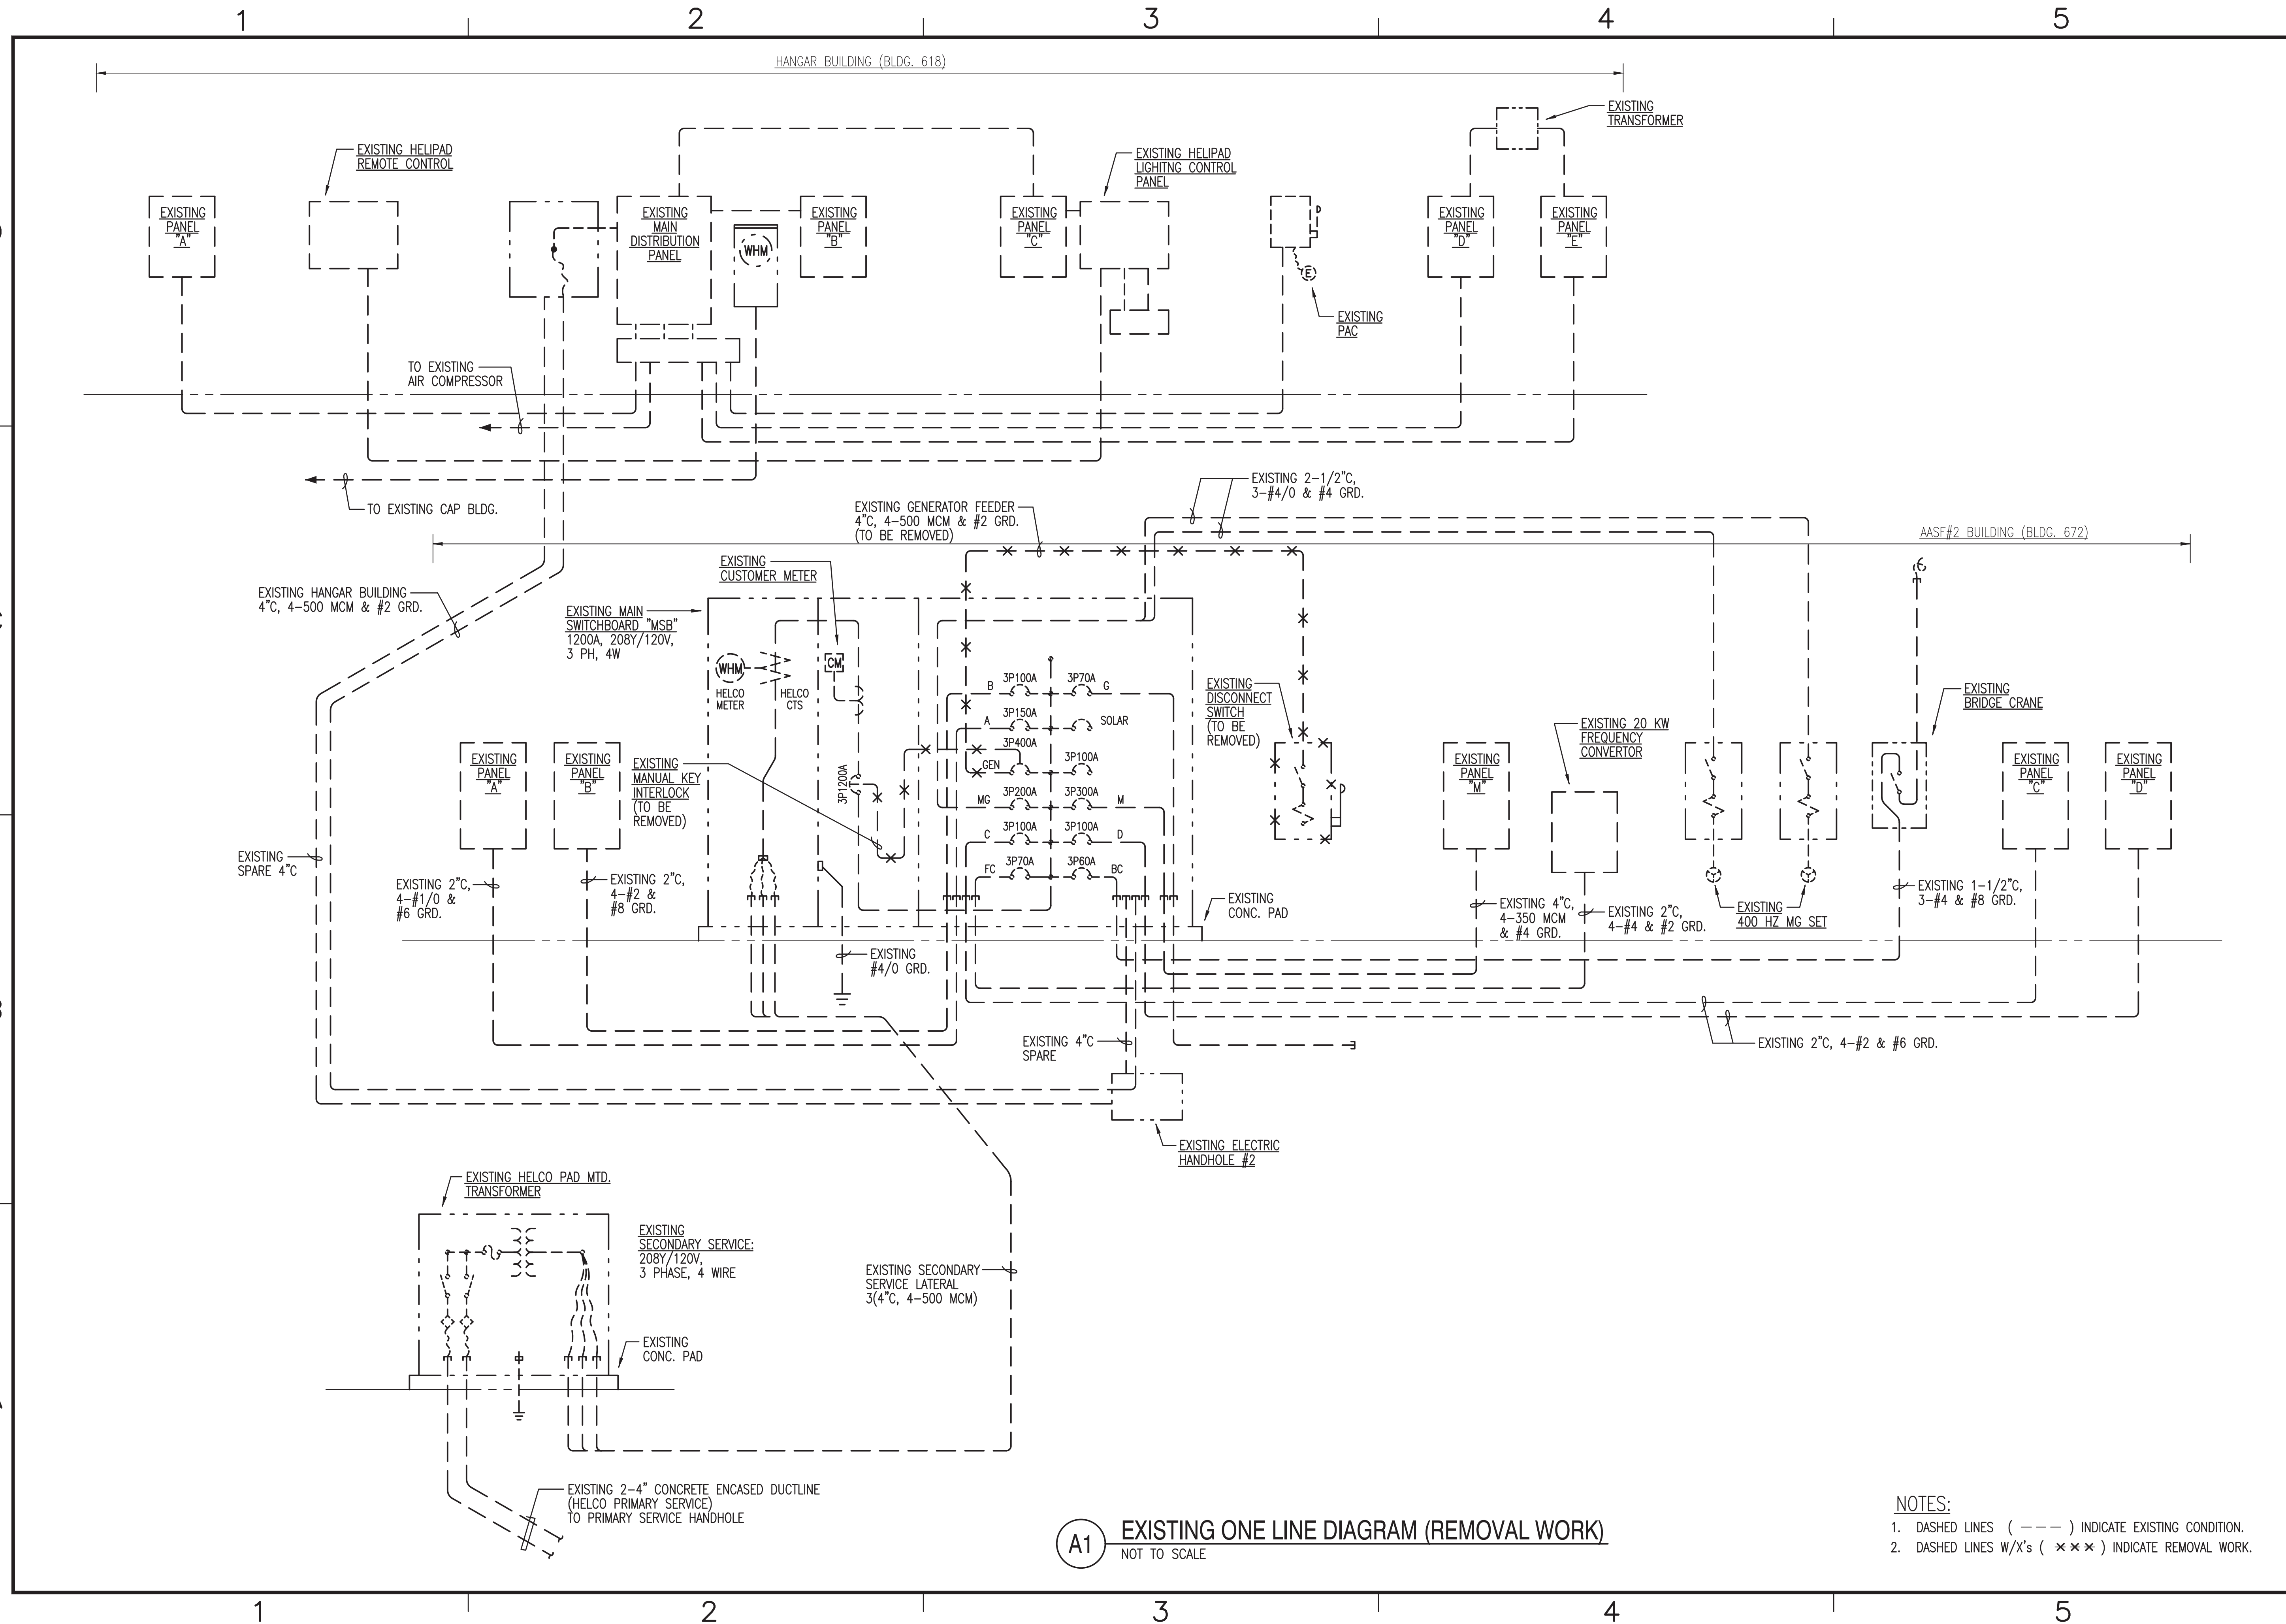 1
2
3
4
5
HANGAR BUILDING (BLDG. 618)
EXISTING
TRANSFORMER
EXISTING HELIPAD
REMOTE CONTROL
EXISTING HELIPAD
LIGHITNG CONTROL
PANEL
EXISTING
PANEL
"A"
EXISTING
MAIN
DISTRIBUTION
PANEL
WHM
EXISTING
PANEL
"B"
EXISTING
PANEL
"C"
E
EXISTING
PAC
EXISTING
PANEL
"D"
EXISTING
PANEL
"E"
TO EXISTING
AIR COMPRESSOR
TO EXISTING CAP BLDG.
EXISTING GENERATOR FEEDER
4"C, 4-500 MCM & #2 GRD.
(TO BE REMOVED)
EXISTING 2-1/2"C,
3-#4/0 & #4 GRD.
AASF#2 BUILDING (BLDG. 672)
EXISTING HANGAR BUILDING
4"C, 4-500 MCM & #2 GRD.
EXISTING
CUSTOMER METER
EXISTING MAIN
SWITCHBOARD "MSB"
1200A, 208Y/120V,
3 PH, 4W
WHM
HELCO
METER
HELCO
CTS
CM
3P1200A
B
3P100A
3P70A
G
A
3P150A
SOLAR
3P400A
GEN
3P100A
MG
3P200A
3P300A
M
C
3P100A
3P100A
D
FC
3P70A
3P60A
BC
EXISTING
DISCONNECT
SWITCH
(TO BE
REMOVED)
EXISTING
BRIDGE CRANE
EXISTING 20 KW
FREQUENCY
CONVERTOR
EXISTING
PANEL
"A"
EXISTING
PANEL
"B"
EXISTING
MANUAL KEY
INTERLOCK
(TO BE
REMOVED)
EXISTING
PANEL
"M"
EXISTING
PANEL
"C"
EXISTING
PANEL
"D"
EXISTING
SPARE 4"C
EXISTING 2"C,
4-#1/0 &
#6 GRD.
EXISTING 2"C,
4-#2 &
#8 GRD.
EXISTING
CONC. PAD
EXISTING 4"C,
4-350 MCM
& #4 GRD.
EXISTING 2"C,
4-#4 & #2 GRD.
EXISTING
400 HZ MG SET
EXISTING 1-1/2"C,
3-#4 & #8 GRD.
EXISTING
#4/0 GRD.
EXISTING 4"C
SPARE
EXISTING 2"C, 4-#2 & #6 GRD.
EXISTING ELECTRIC
HANDHOLE #2
EXISTING HELCO PAD MTD.
TRANSFORMER
EXISTING
SECONDARY SERVICE:
208Y/120V,
3 PHASE, 4 WIRE
EXISTING SECONDARY
SERVICE LATERAL
3(4"C, 4-500 MCM)
EXISTING
CONC. PAD
EXISTING 2-4" CONCRETE ENCASED DUCTLINE
(HELCO PRIMARY SERVICE)
TO PRIMARY SERVICE HANDHOLE
A1
EXISTING ONE LINE DIAGRAM (REMOVAL WORK)
NOT TO SCALE
NOTES:
1. DASHED LINES ( --- ) INDICATE EXISTING CONDITION.
2. DASHED LINES W/X's ( ××× ) INDICATE REMOVAL WORK.
1
2
3
4
5